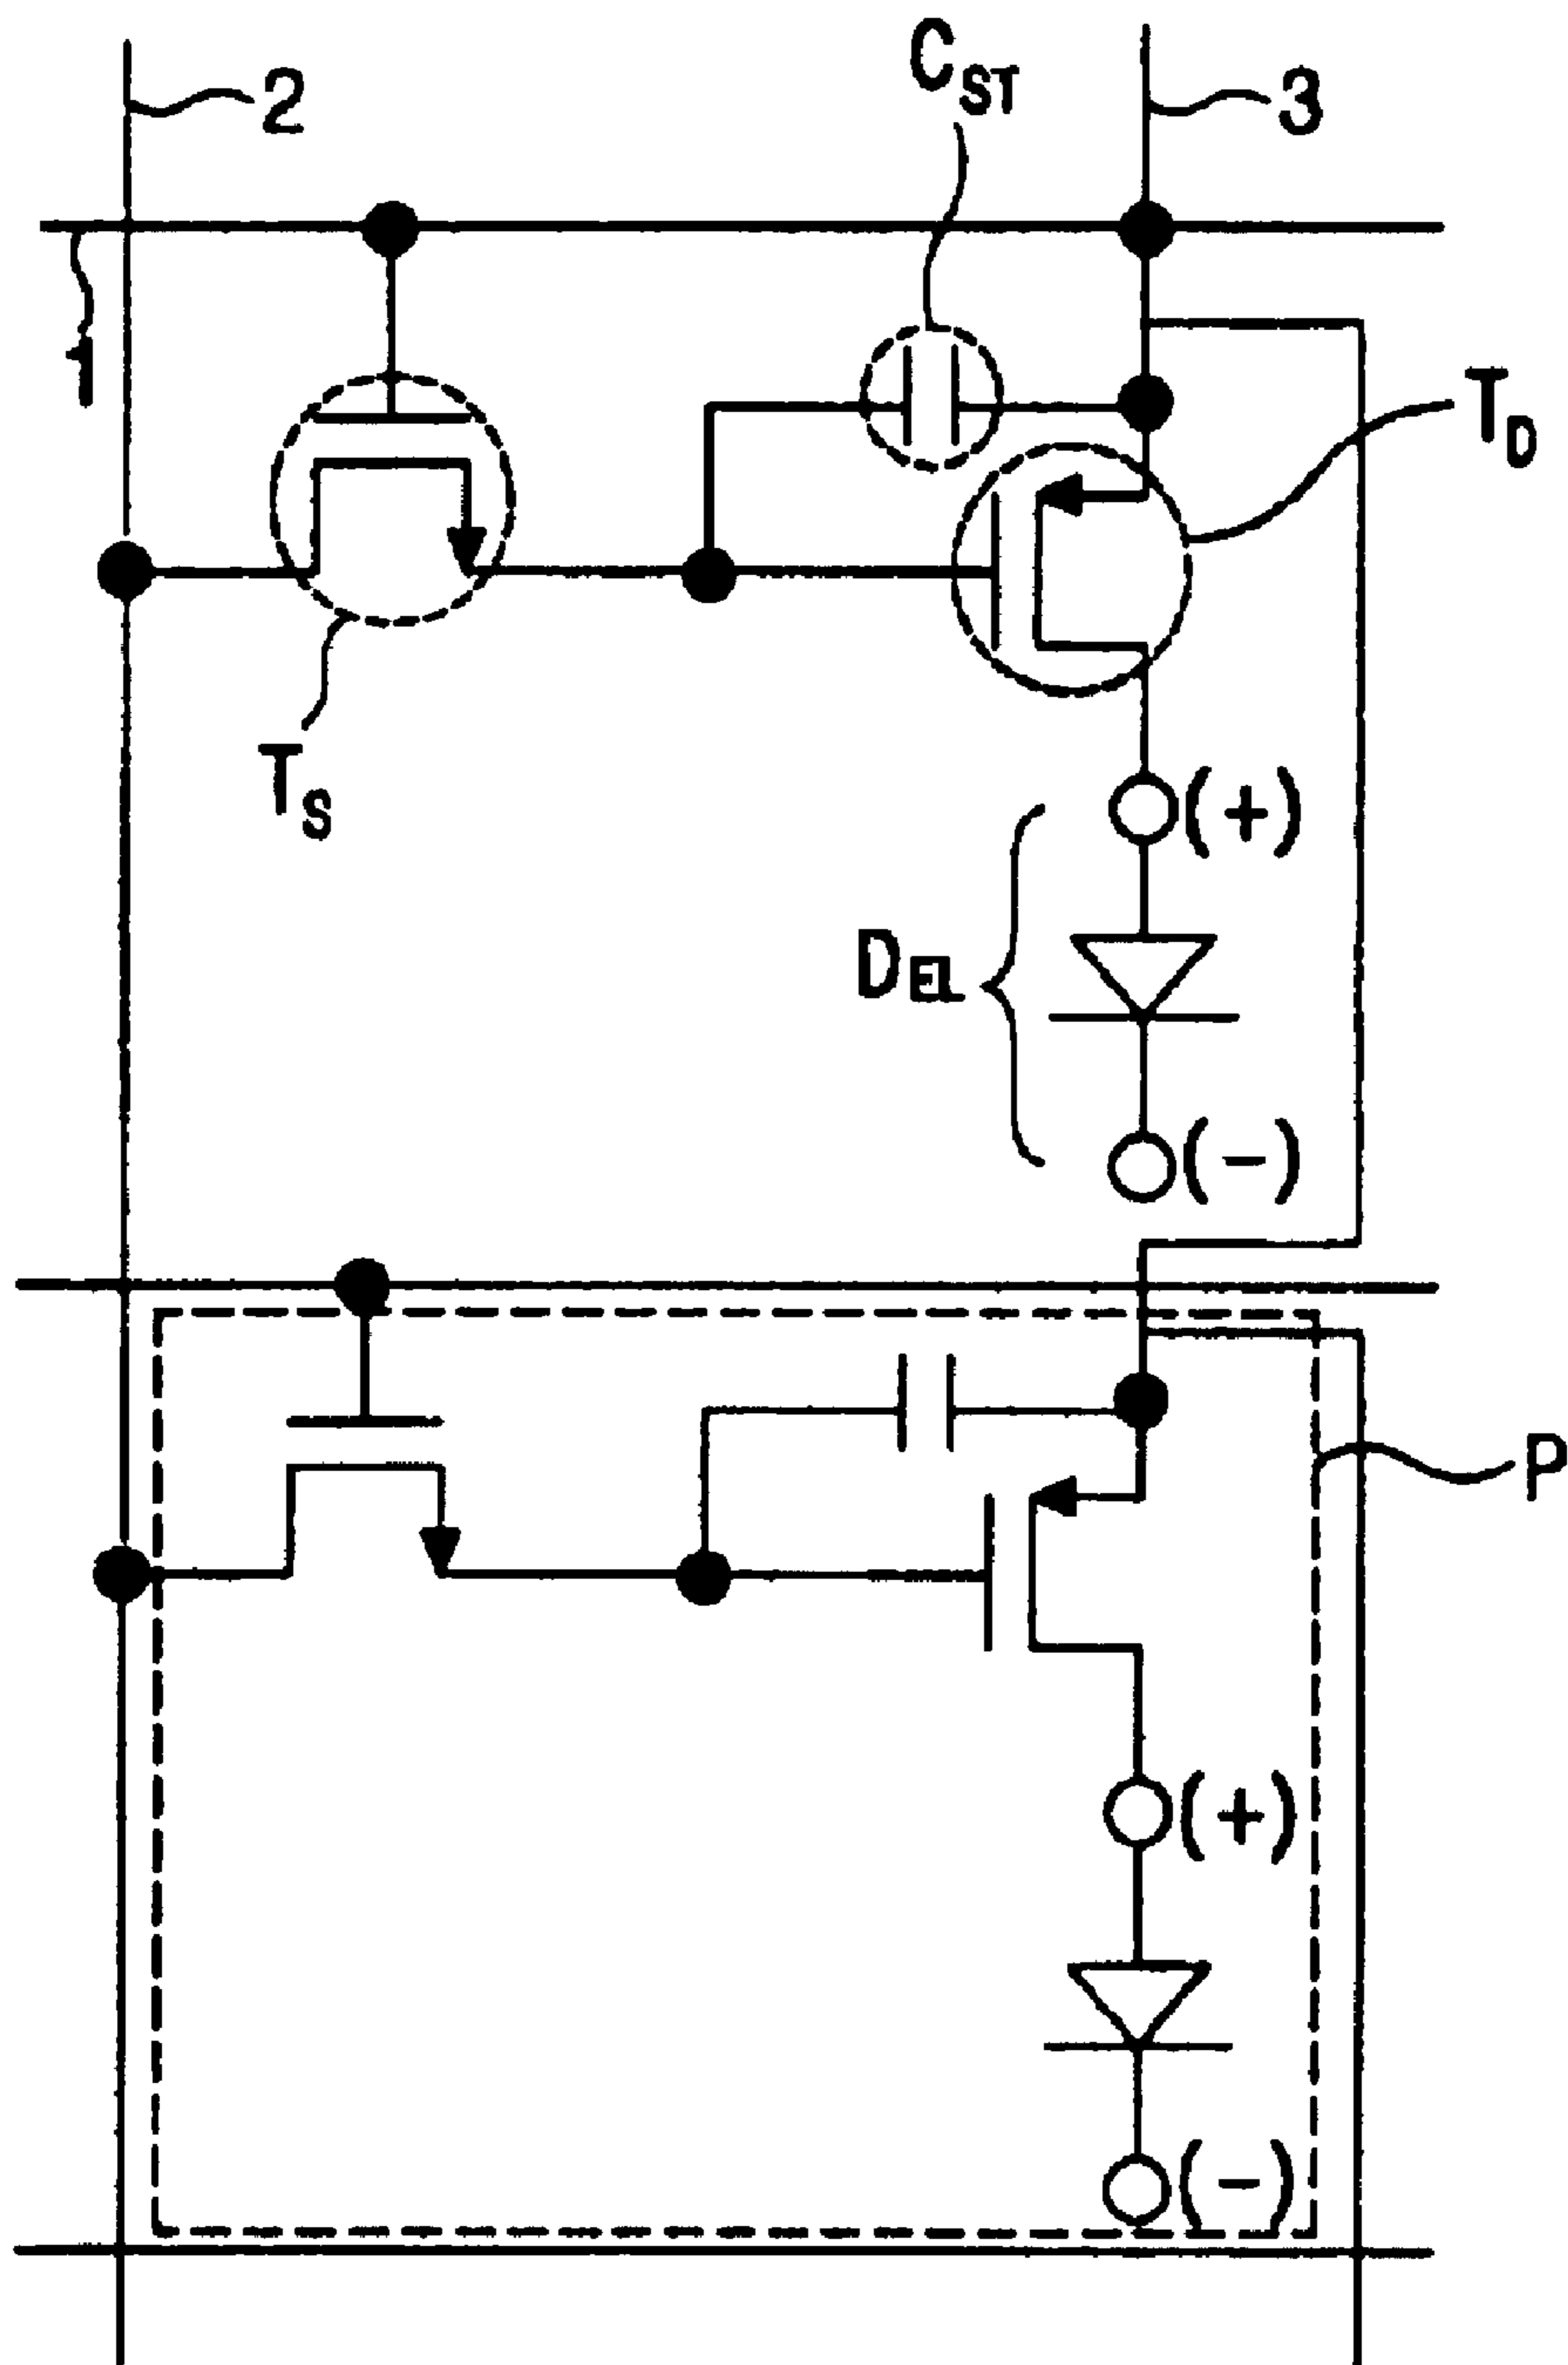 C_ST
2
3
1
T_D
T_S
(+)
D_EL
(-)
P
(+)
(-)